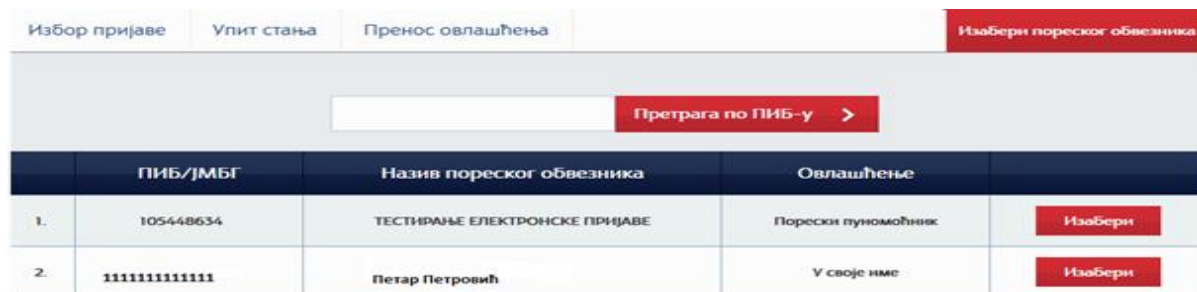 Избор пријаве Упит стања Пренос овлашћења Изабери пореског обвезника
Претрага по ПИБ-у
ПИБ/ЈМБГ Назив пореског обвезника Овлашћење
1. 105448634 ТЕСТИРАЊЕ ЕЛЕКТРОНСКЕ ПРИЈАВЕ Порески пуномоћник Изабери
2. 1111111111111 Петар Петровић У своје име Изабери